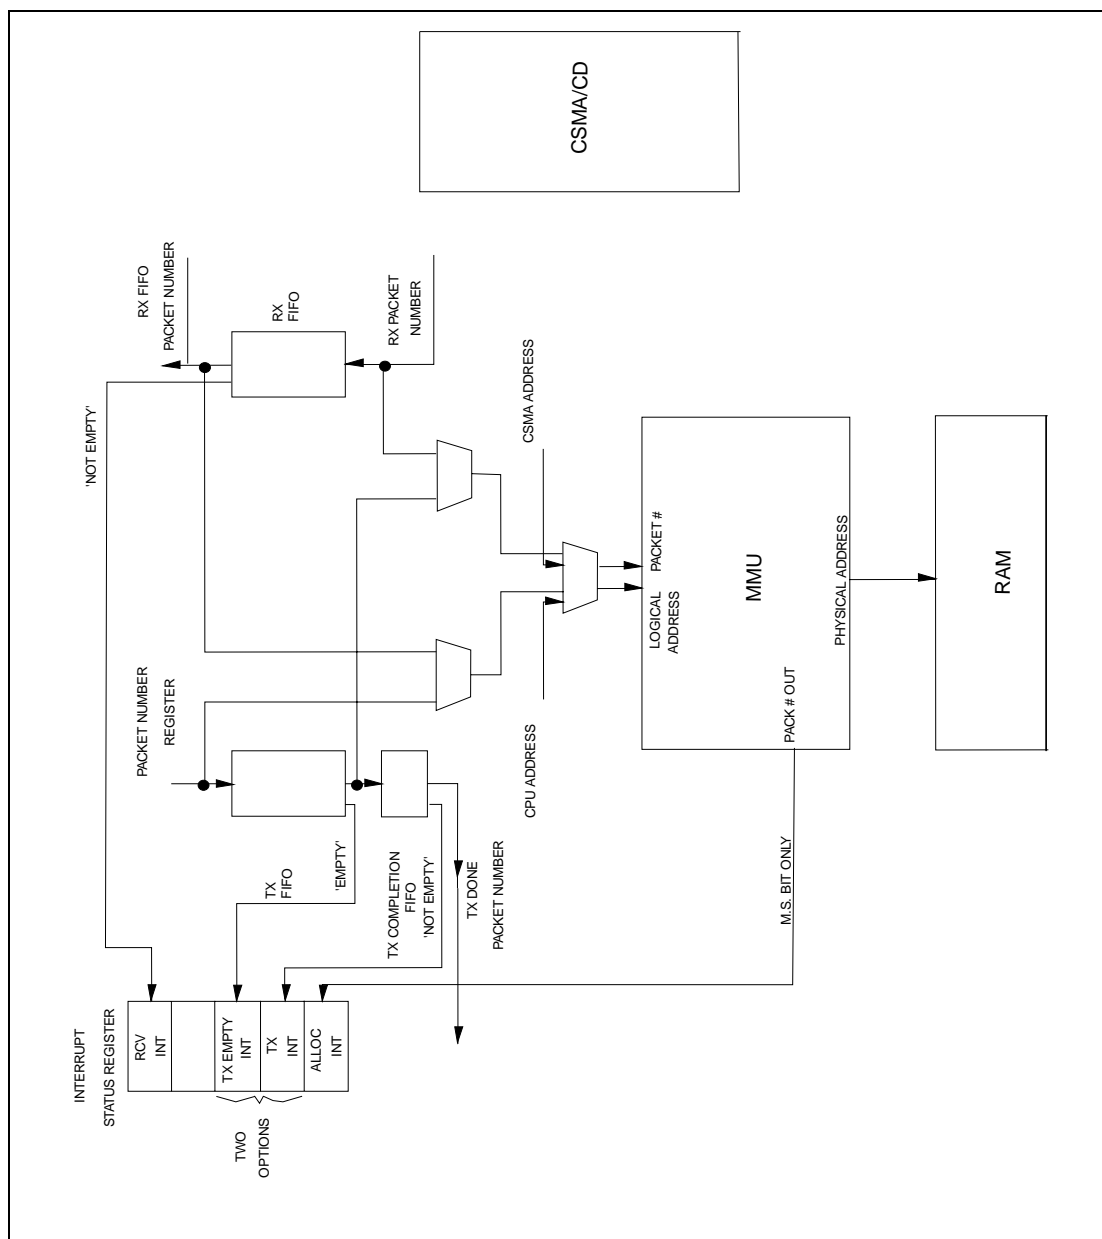 INTERRUPT
STATUS REGISTER
RCV
INT
TX EMPTY
INT
TX
INT
ALLOC
INT
TWO
OPTIONS
'NOT EMPTY'
TX
FIFO
'EMPTY'
TX COMPLETION
FIFO
'NOT EMPTY'
TX DONE
PACKET NUMBER
M.S. BIT ONLY
PACKET NUMBER
REGISTER
CPU ADDRESS
PACK # OUT
LOGICAL
ADDRESS
PACKET #
MMU
PHYSICAL ADDRESS
RAM
CSMA ADDRESS
RX FIFO
PACKET NUMBER
RX
FIFO
RX PACKET
NUMBER
CSMA/CD